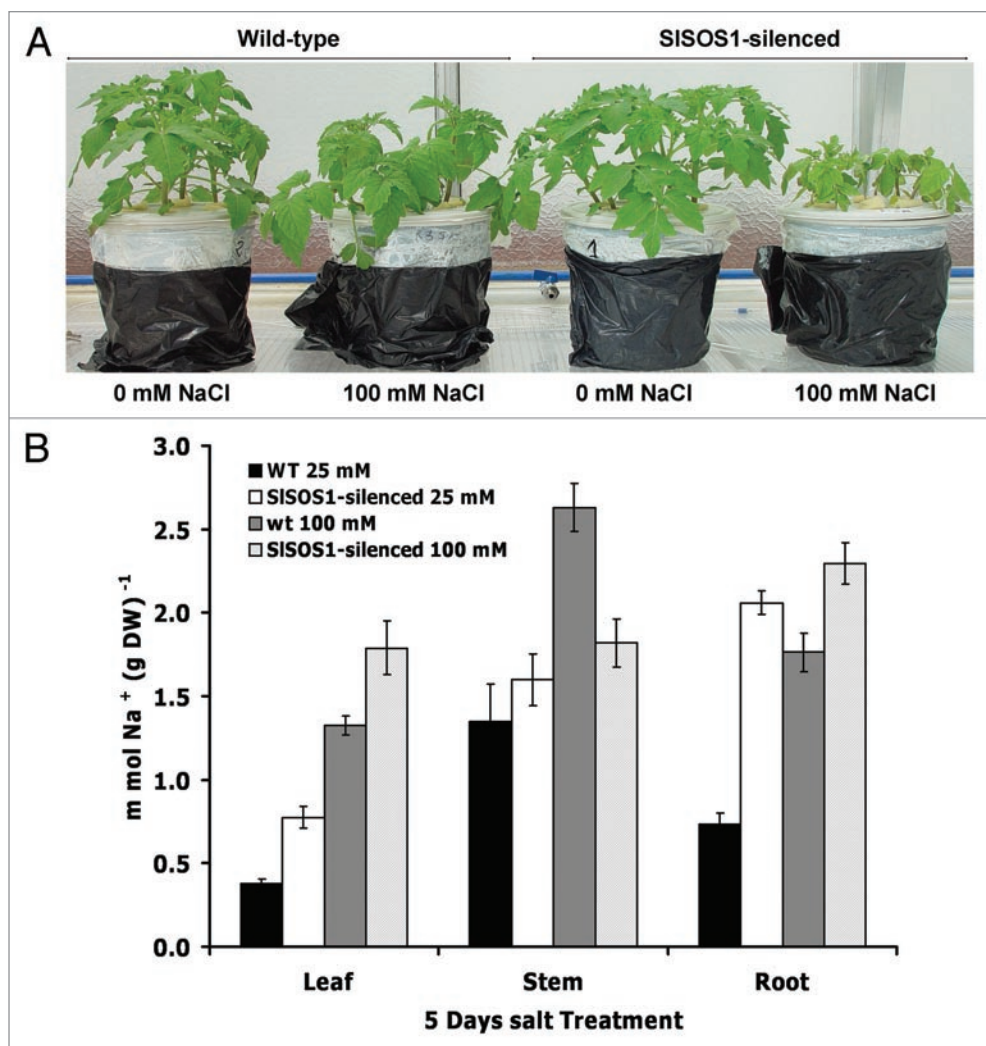 A
Wild-type SlSOS1-silenced
0 mM NaCl 100 mM NaCl 0 mM NaCl 100 mM NaCl
B
3.0
2.5
2.0
1.5
1.0
0.5
0.0
m mol Na + (g DW) -1
WT 25 mM
SlSOS1-silenced 25 mM
wt 100 mM
SlSOS1-silenced 100 mM
Leaf Stem Root
5 Days salt Treatment